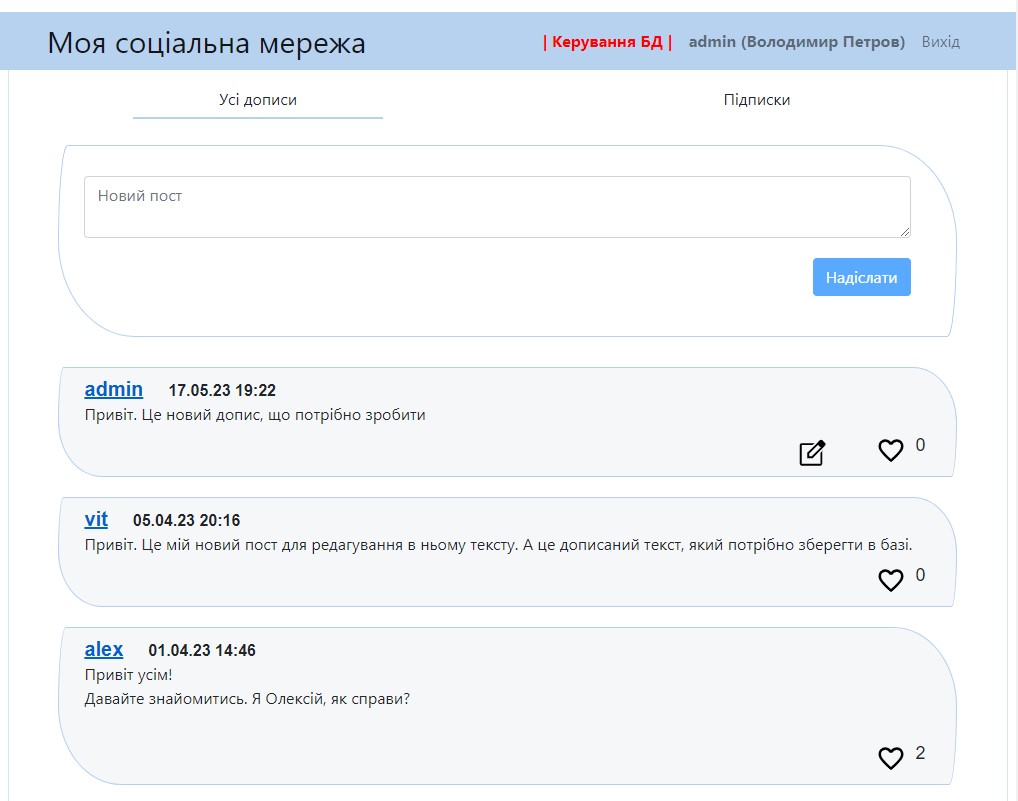 Моя соціальна мережа
| Керування БД | admin (Володимир Петров) Вихід
Усі дописи Підписки
Новий пост
Надіслати
admin 17.05.23 19:22
Привіт. Це новий допис, що потрібно зробити
0
vit 05.04.23 20:16
Привіт. Це мій новий пост для редагування в ньому тексту. А це дописаний текст, який потрібно зберегти в базі.
0
alex 01.04.23 14:46
Привіт усім!
Давайте знайомитись. Я Олексій, як справи?
2